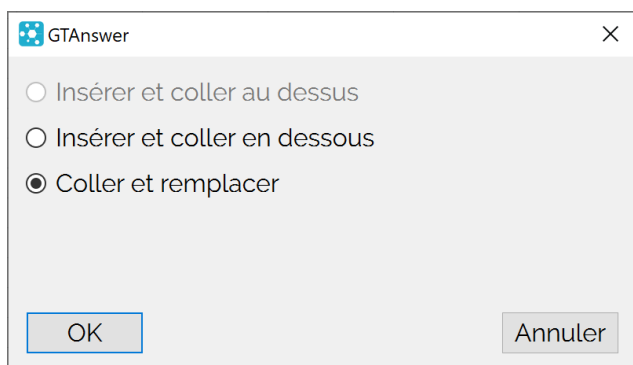 GTAnswer
Insérer et coller au dessus
Insérer et coller en dessous
Coller et remplacer
OK
Annuler